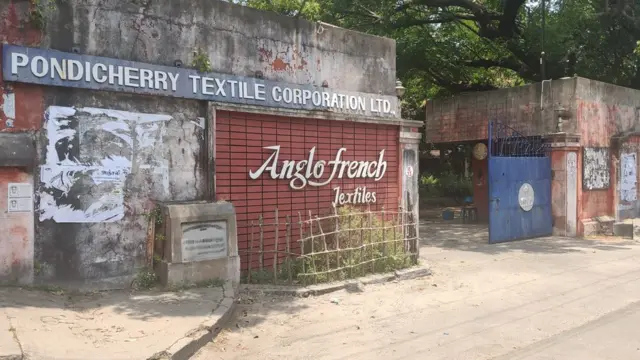 PONDICHERRY TEXTILE CORPORATION LTD.
Anglo french
Textiles